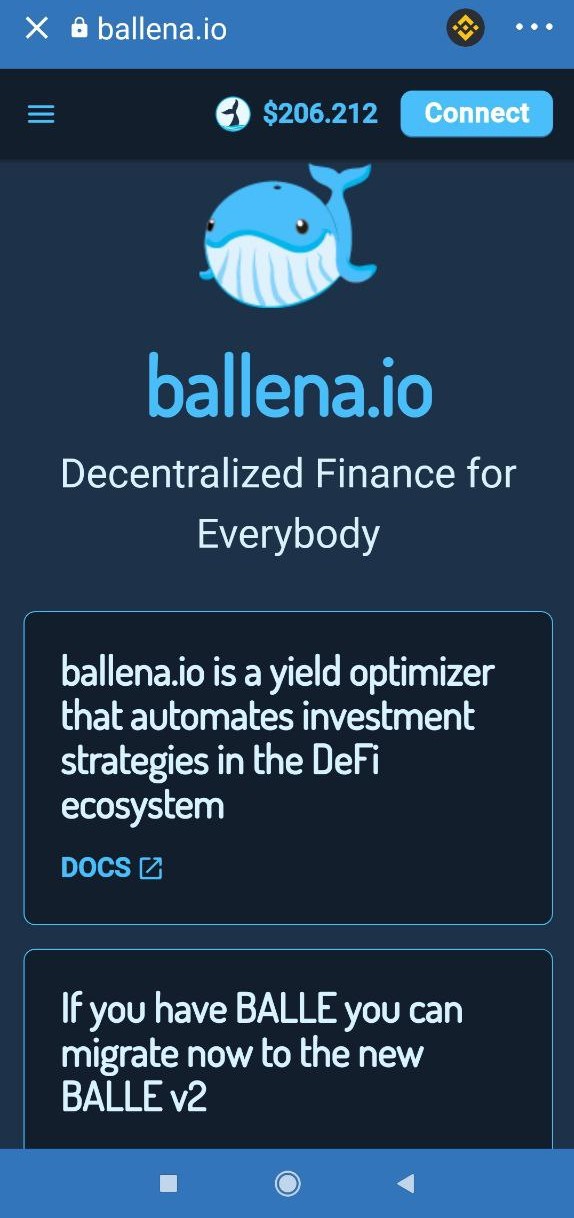 ballena.io
$206.212 Connect
ballena.io
Decentralized Finance for
Everybody
ballena.io is a yield optimizer
that automates investment
strategies in the DeFi
ecosystem
DOCS
If you have BALLE you can
migrate now to the new
BALLE v2